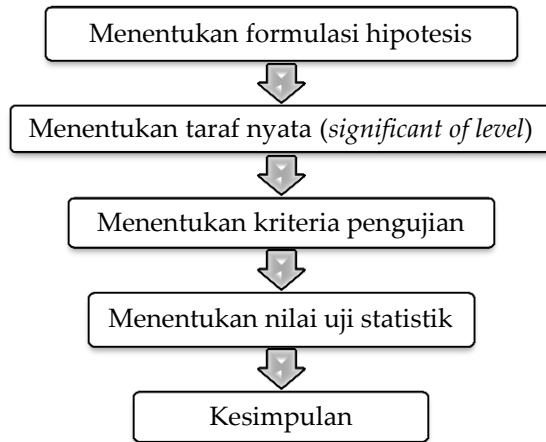 Menentukan formulasi hipotesis
Menentukan taraf nyata (significant of level)
Menentukan kriteria pengujian
Menentukan nilai uji statistik
Kesimpulan